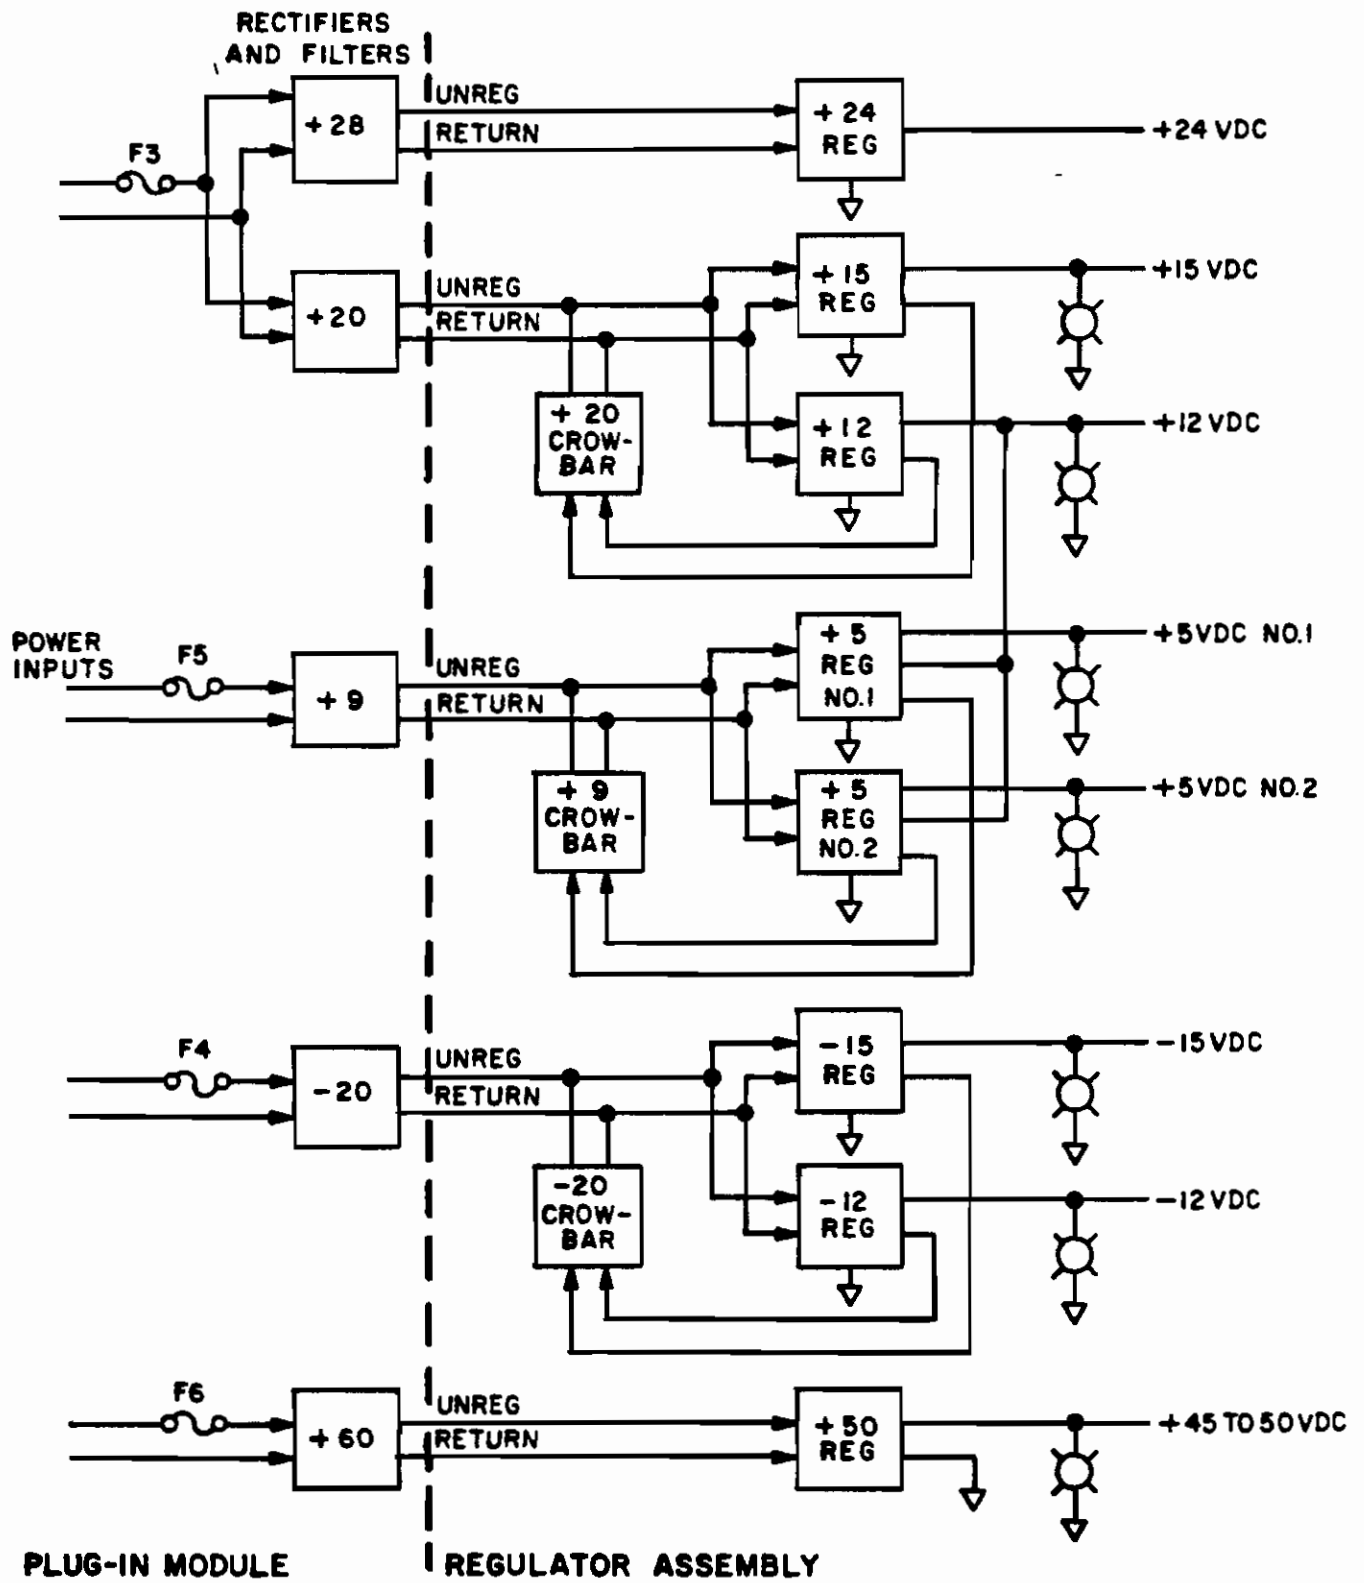 RECTIFIERS
AND FILTERS
UNREG
RETURN
+28
+24
REG
+24 VDC
F3
UNREG
RETURN
+20
+15
REG
+15 VDC
+ 20
CROW-
BAR
+12
REG
+12 VDC
POWER
INPUTS
F5
+ 9
UNREG
RETURN
+ 5
REG
NO.1
+5VDC NO.1
+ 9
CROW-
BAR
+ 5
REG
NO.2
+5VDC NO.2
F4
-20
UNREG
RETURN
-15
REG
-15VDC
-20
CROW-
BAR
-12
REG
-12VDC
F6
+60
UNREG
RETURN
+50
REG
+45 TO 50VDC
PLUG-IN MODULE
REGULATOR ASSEMBLY